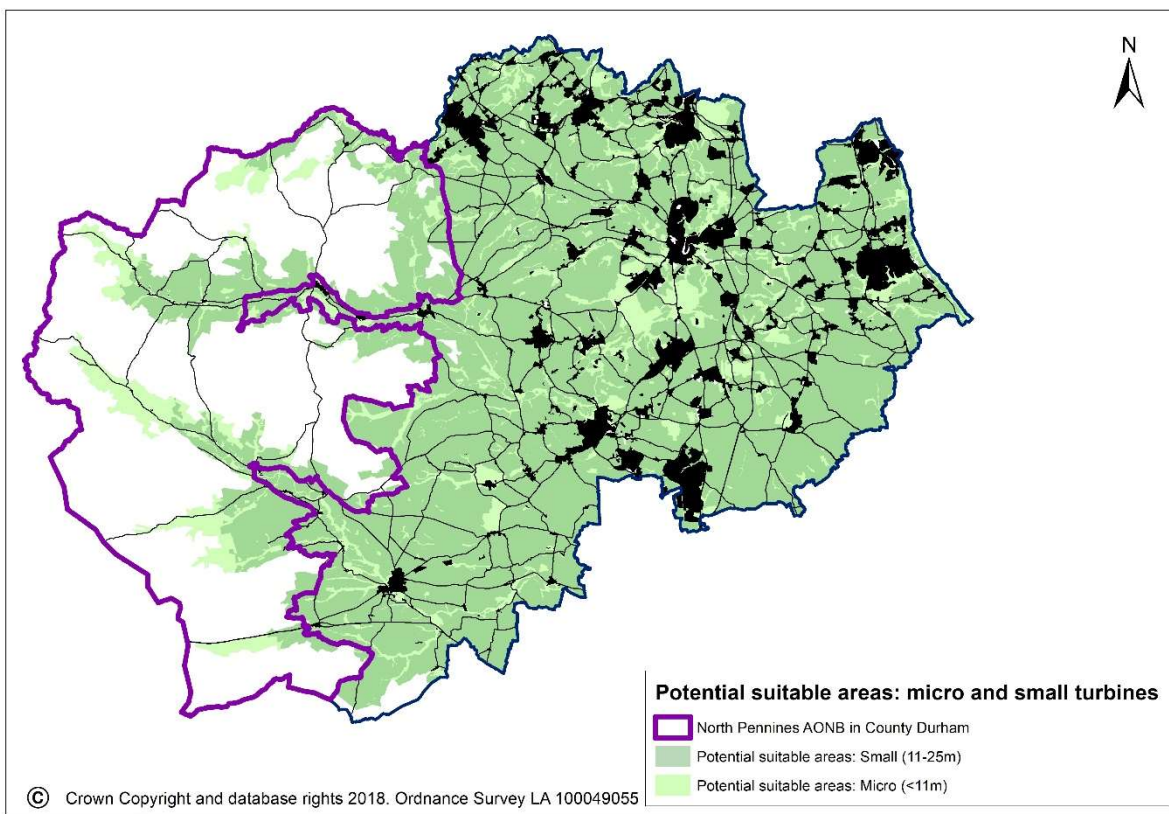 N
Potential suitable areas: micro and small turbines
North Pennines AONB in County Durham
Potential suitable areas: Small (11-25m)
Potential suitable areas: Micro (<11m)
© Crown Copyright and database rights 2018. Ordnance Survey LA 100049055